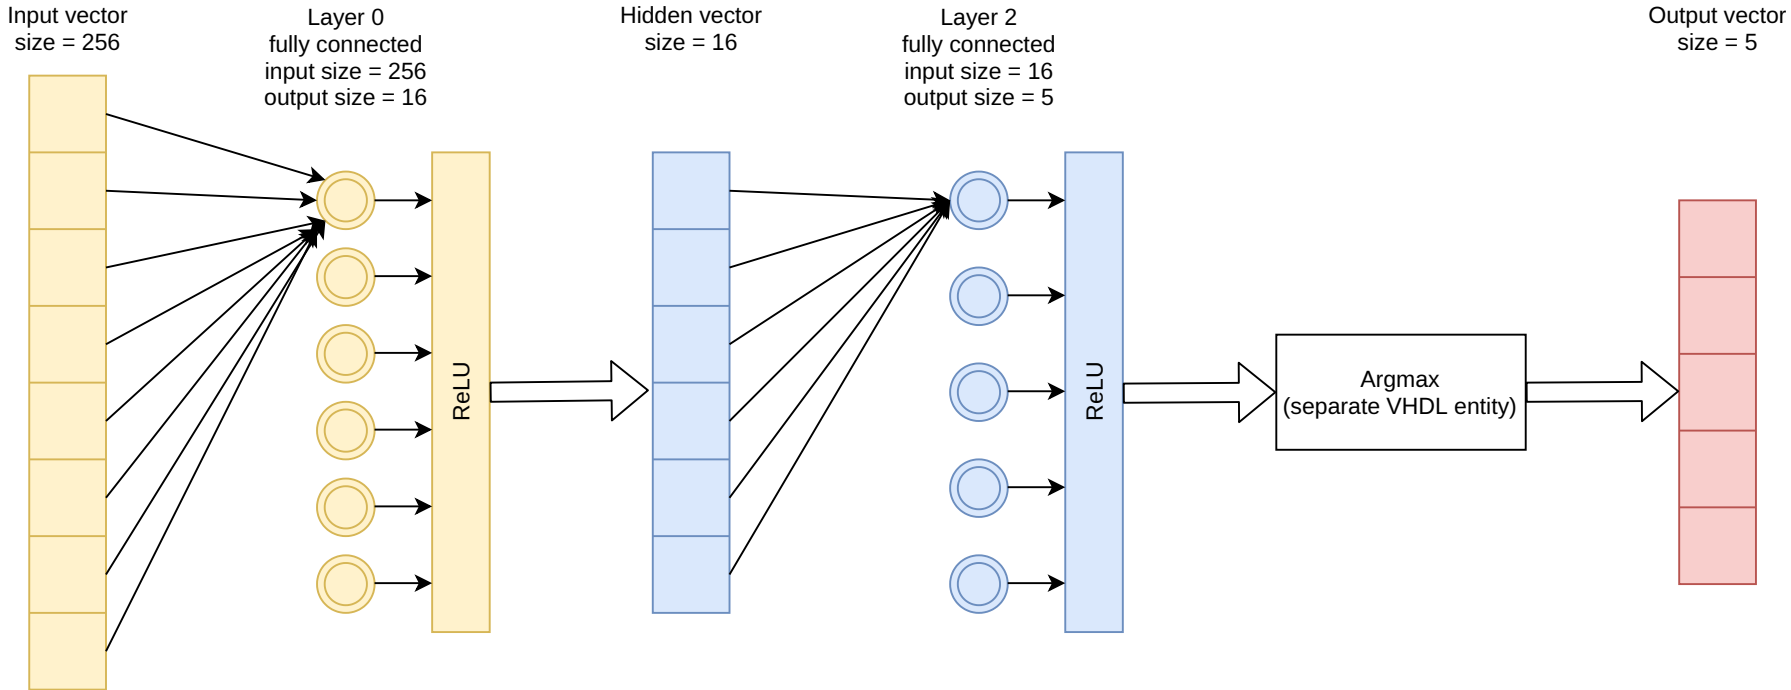 Input vector
size = 256
Layer 0
fully connected
input size = 256
output size = 16
Hidden vector
size = 16
Layer 2
fully connected
input size = 16
output size = 5
Output vector
size = 5
ReLU
ReLU
Argmax
(separate VHDL entity)